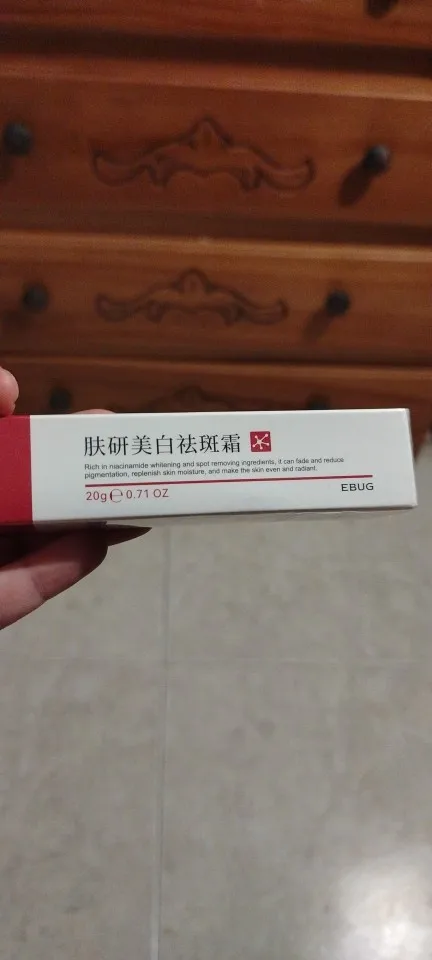 肤研美白祛斑霜
Rich in niacinamide whitening and spot removing ingredients, it can fade and reduce
pigmentation, replenish skin moisture, and make the skin even and radiant.
20g℮0.71 OZ
EBUG